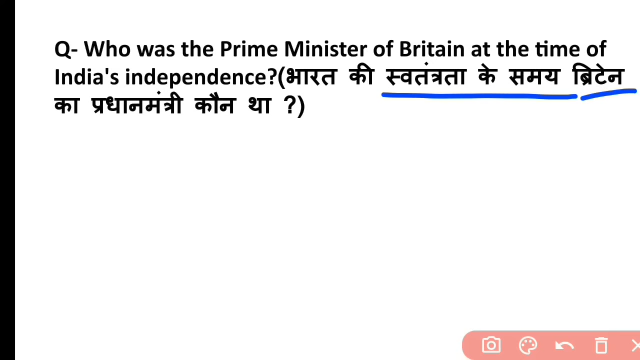 Q- Who was the Prime Minister of Britain at the time of
India's independence?(भारत की स्वतंत्रता के समय ब्रिटेन
का प्रधानमंत्री कौन था ?)